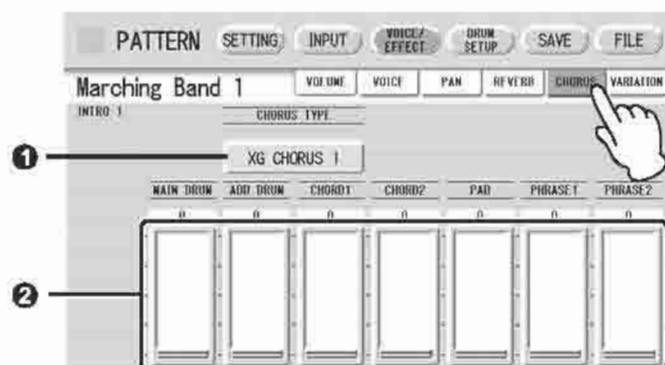 PATTERN SETTING INPUT VOICE/ EFFECT DRUM SETUP SAVE FILE
Marching Band 1 VOLUME VOICE PAN REVERB CHORUS VARIATION
INTRO 1 CHORUS TYPE
1 XG CHORUS 1
MAIN DRUM ADD DRUM CHORD1 CHORD2 PAD PHRASE1 PHRASE2
0 0 0 0 0 0 0
2